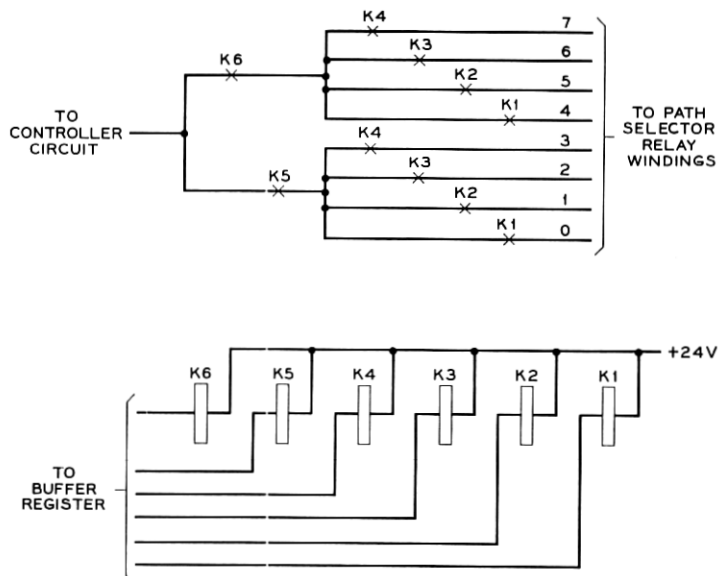 K4
7
K3
6
K6
K2
5
K1
4
TO
CONTROLLER
CIRCUIT
K4
3
TO PATH
SELECTOR
RELAY
WINDINGS
K3
2
K5
K2
1
K1
0
+24V
K6
K5
K4
K3
K2
K1
TO
BUFFER
REGISTER